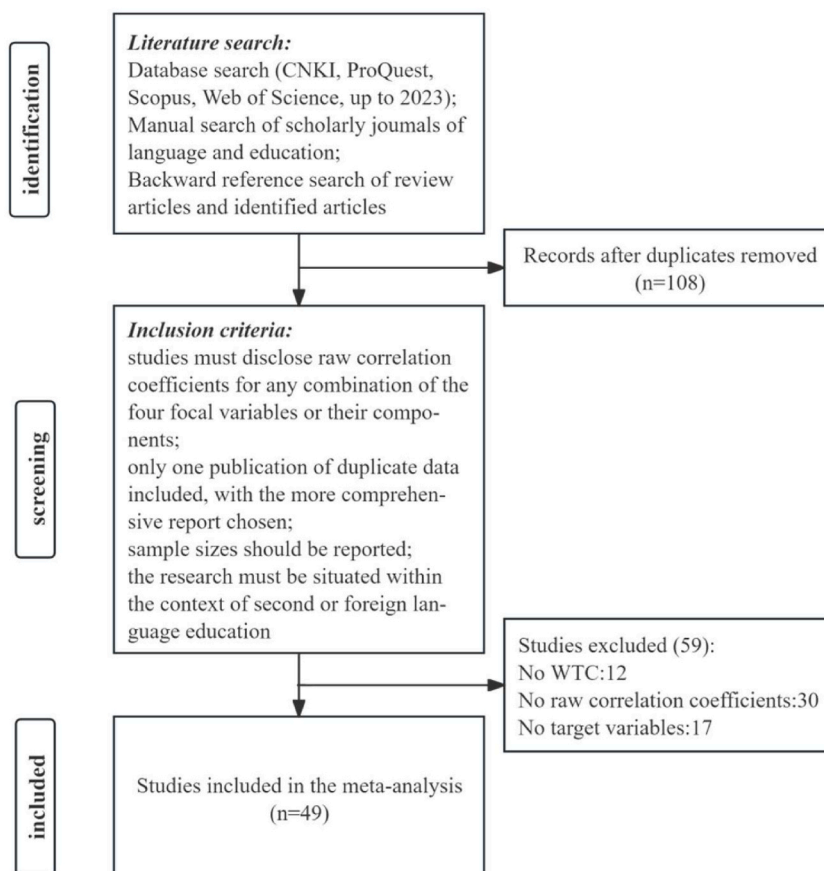 identification
Literature search:
Database search (CNKI, ProQuest,
Scopus, Web of Science, up to 2023);
Manual search of scholarly joumals of
language and education;
Backward reference search of review
articles and identified articles
Records after duplicates removed
(n=108)
screening
Inclusion criteria:
studies must disclose raw correlation
coefficients for any combination of the
four focal variables or their compo-
nents;
only one publication of duplicate data
included, with the more comprehen-
sive report chosen;
sample sizes should be reported;
the research must be situated within
the context of second or foreign lan-
guage education
Studies excluded (59):
No WTC:12
No raw correlation coefficients:30
No target variables:17
included
Studies included in the meta-analysis
(n=49)